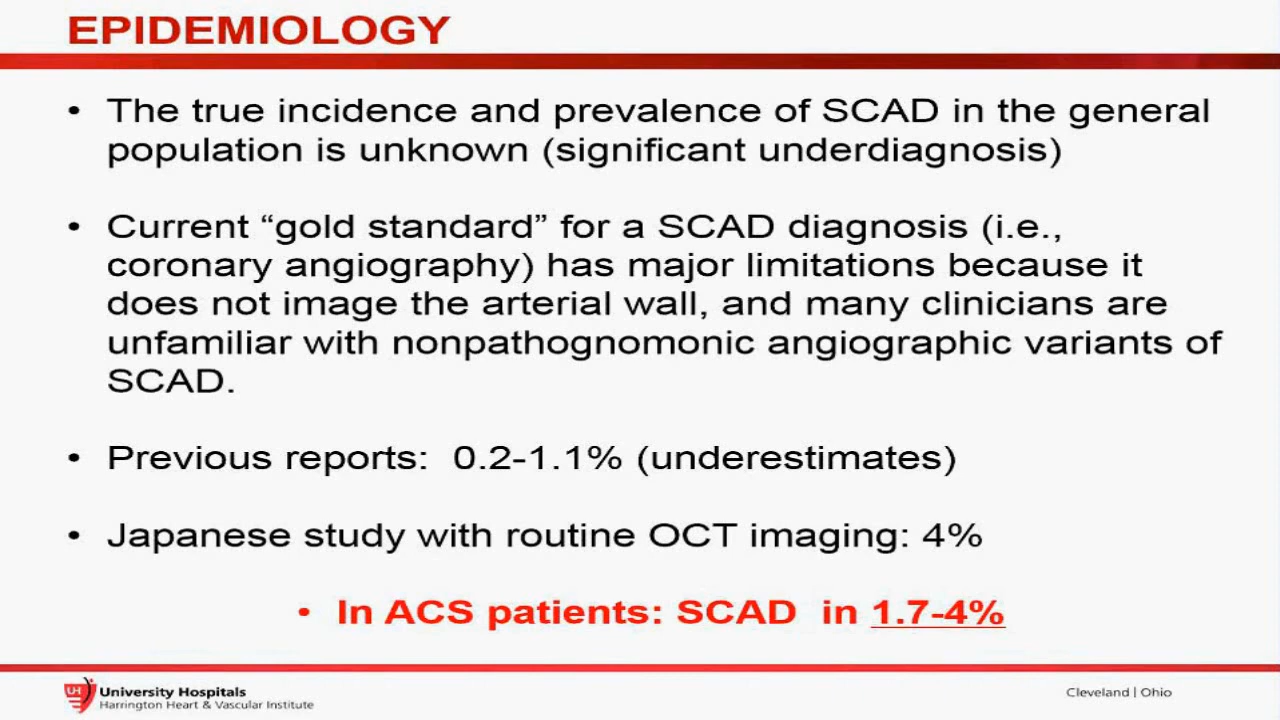 EPIDEMIOLOGY
• The true incidence and prevalence of SCAD in the general
population is unknown (significant underdiagnosis)
• Current “gold standard” for a SCAD diagnosis (i.e.,
coronary angiography) has major limitations because it
does not image the arterial wall, and many clinicians are
unfamiliar with nonpathognomonic angiographic variants of
SCAD.
• Previous reports: 0.2-1.1% (underestimates)
• Japanese study with routine OCT imaging: 4%
• In ACS patients: SCAD in 1.7-4%
UH University Hospitals
Harrington Heart & Vascular Institute
Cleveland | Ohio